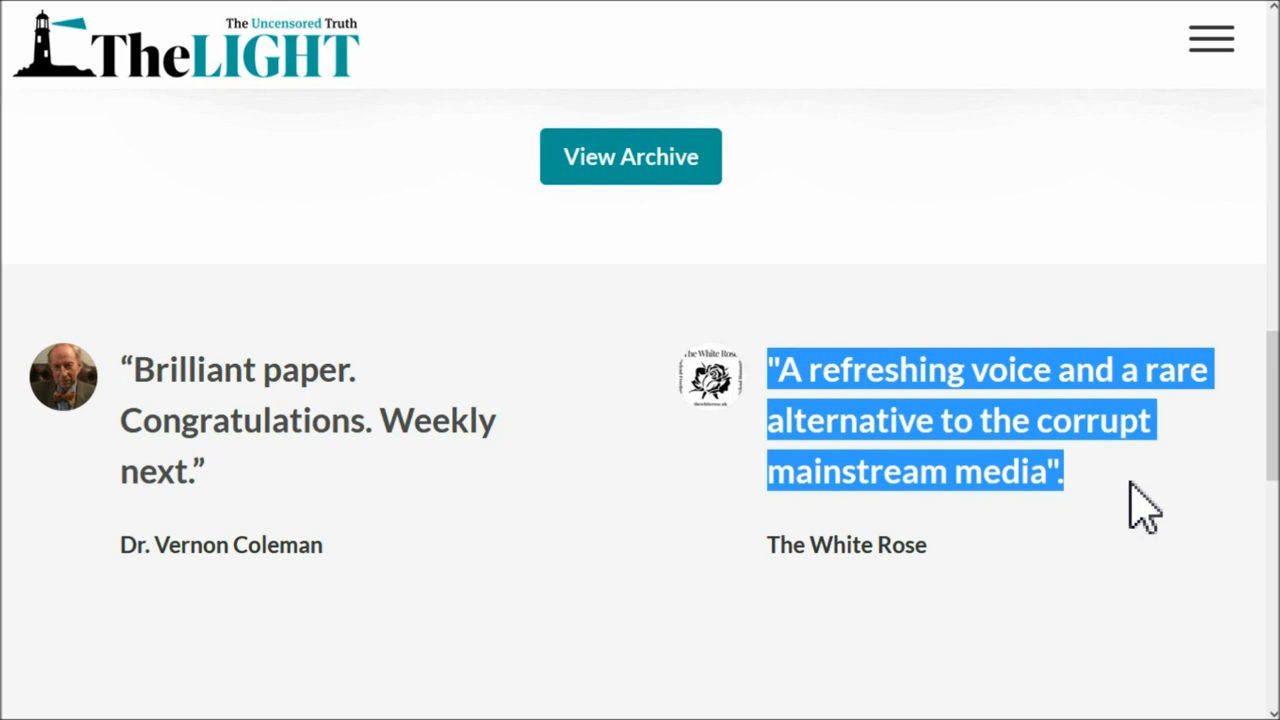 The Uncensored Truth
TheLIGHT
View Archive
“Brilliant paper.
Congratulations. Weekly
next.”
Dr. Vernon Coleman
The White Rose
"A refreshing voice and a rare
alternative to the corrupt
mainstream media".
The White Rose